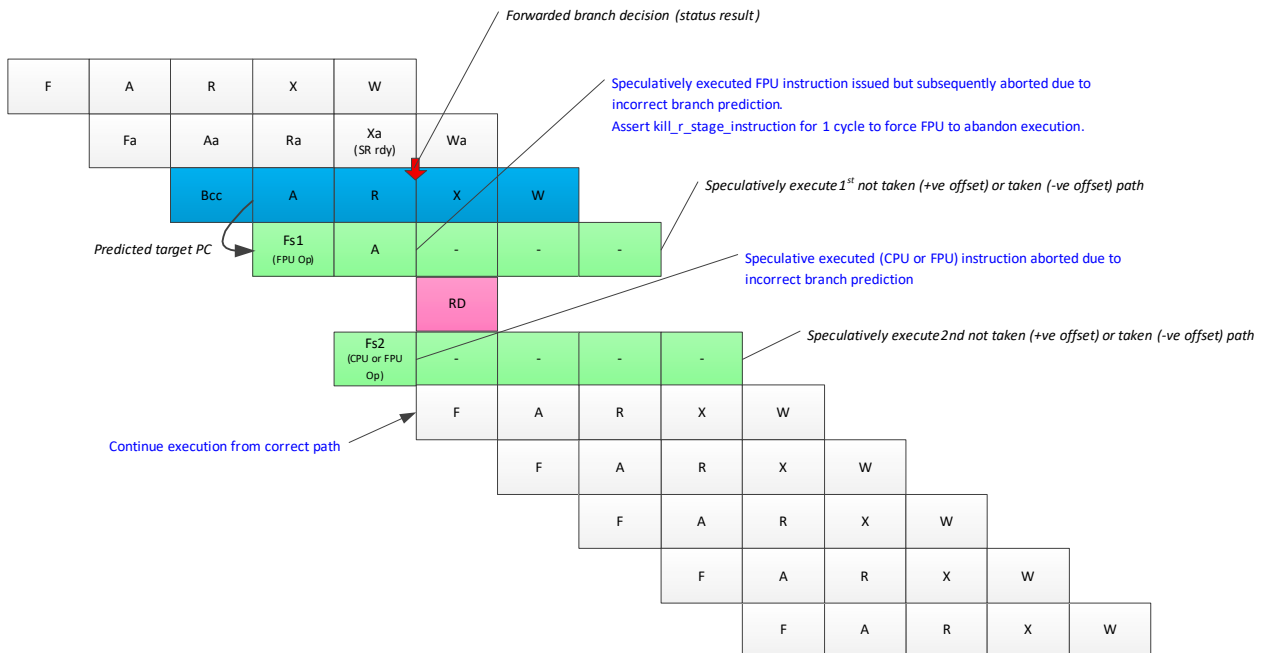 Forwarded branch decision (status result)
F A R X W
Speculatively executed FPU instruction issued but subsequently aborted due to
incorrect branch prediction.
Assert kill_r_stage_instruction for 1 cycle to force FPU to abandon execution.
Fa Aa Ra Xa Wa
(SR rdy)
Bcc A R X W
Speculatively execute 1st not taken (+ve offset) or taken (-ve offset) path
Predicted target PC
Fs1 A - - -
(FPU Op)
Speculative executed (CPU or FPU) instruction aborted due to
incorrect branch prediction
RD
Speculatively execute 2nd not taken (+ve offset) or taken (-ve offset) path
Fs2 - - - -
(CPU or FPU
Op)
F A R X W
Continue execution from correct path
F A R X W
F A R X W
F A R X W
F A R X W